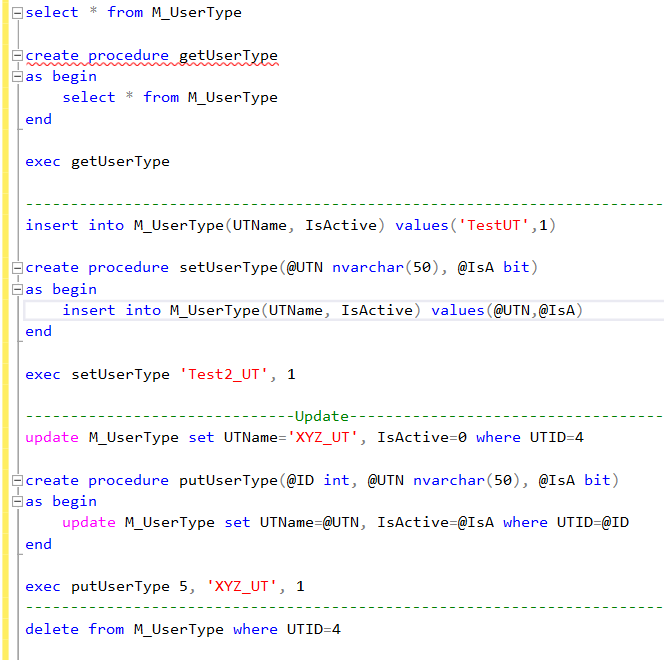 select * from M_UserType
create procedure getUserType
as begin
select * from M_UserType
end
exec getUserType
-----------------------------------------------------------------------
insert into M_UserType(UTName, IsActive) values('TestUT',1)
create procedure setUserType(@UTN nvarchar(50), @IsA bit)
as begin
insert into M_UserType(UTName, IsActive) values(@UTN,@IsA)
end
exec setUserType 'Test2_UT', 1
------------------------------Update-----------------------------------
update M_UserType set UTName='XYZ_UT', IsActive=0 where UTID=4
create procedure putUserType(@ID int, @UTN nvarchar(50), @IsA bit)
as begin
update M_UserType set UTName=@UTN, IsActive=@IsA where UTID=@ID
end
exec putUserType 5, 'XYZ_UT', 1
-----------------------------------------------------------------------
delete from M_UserType where UTID=4